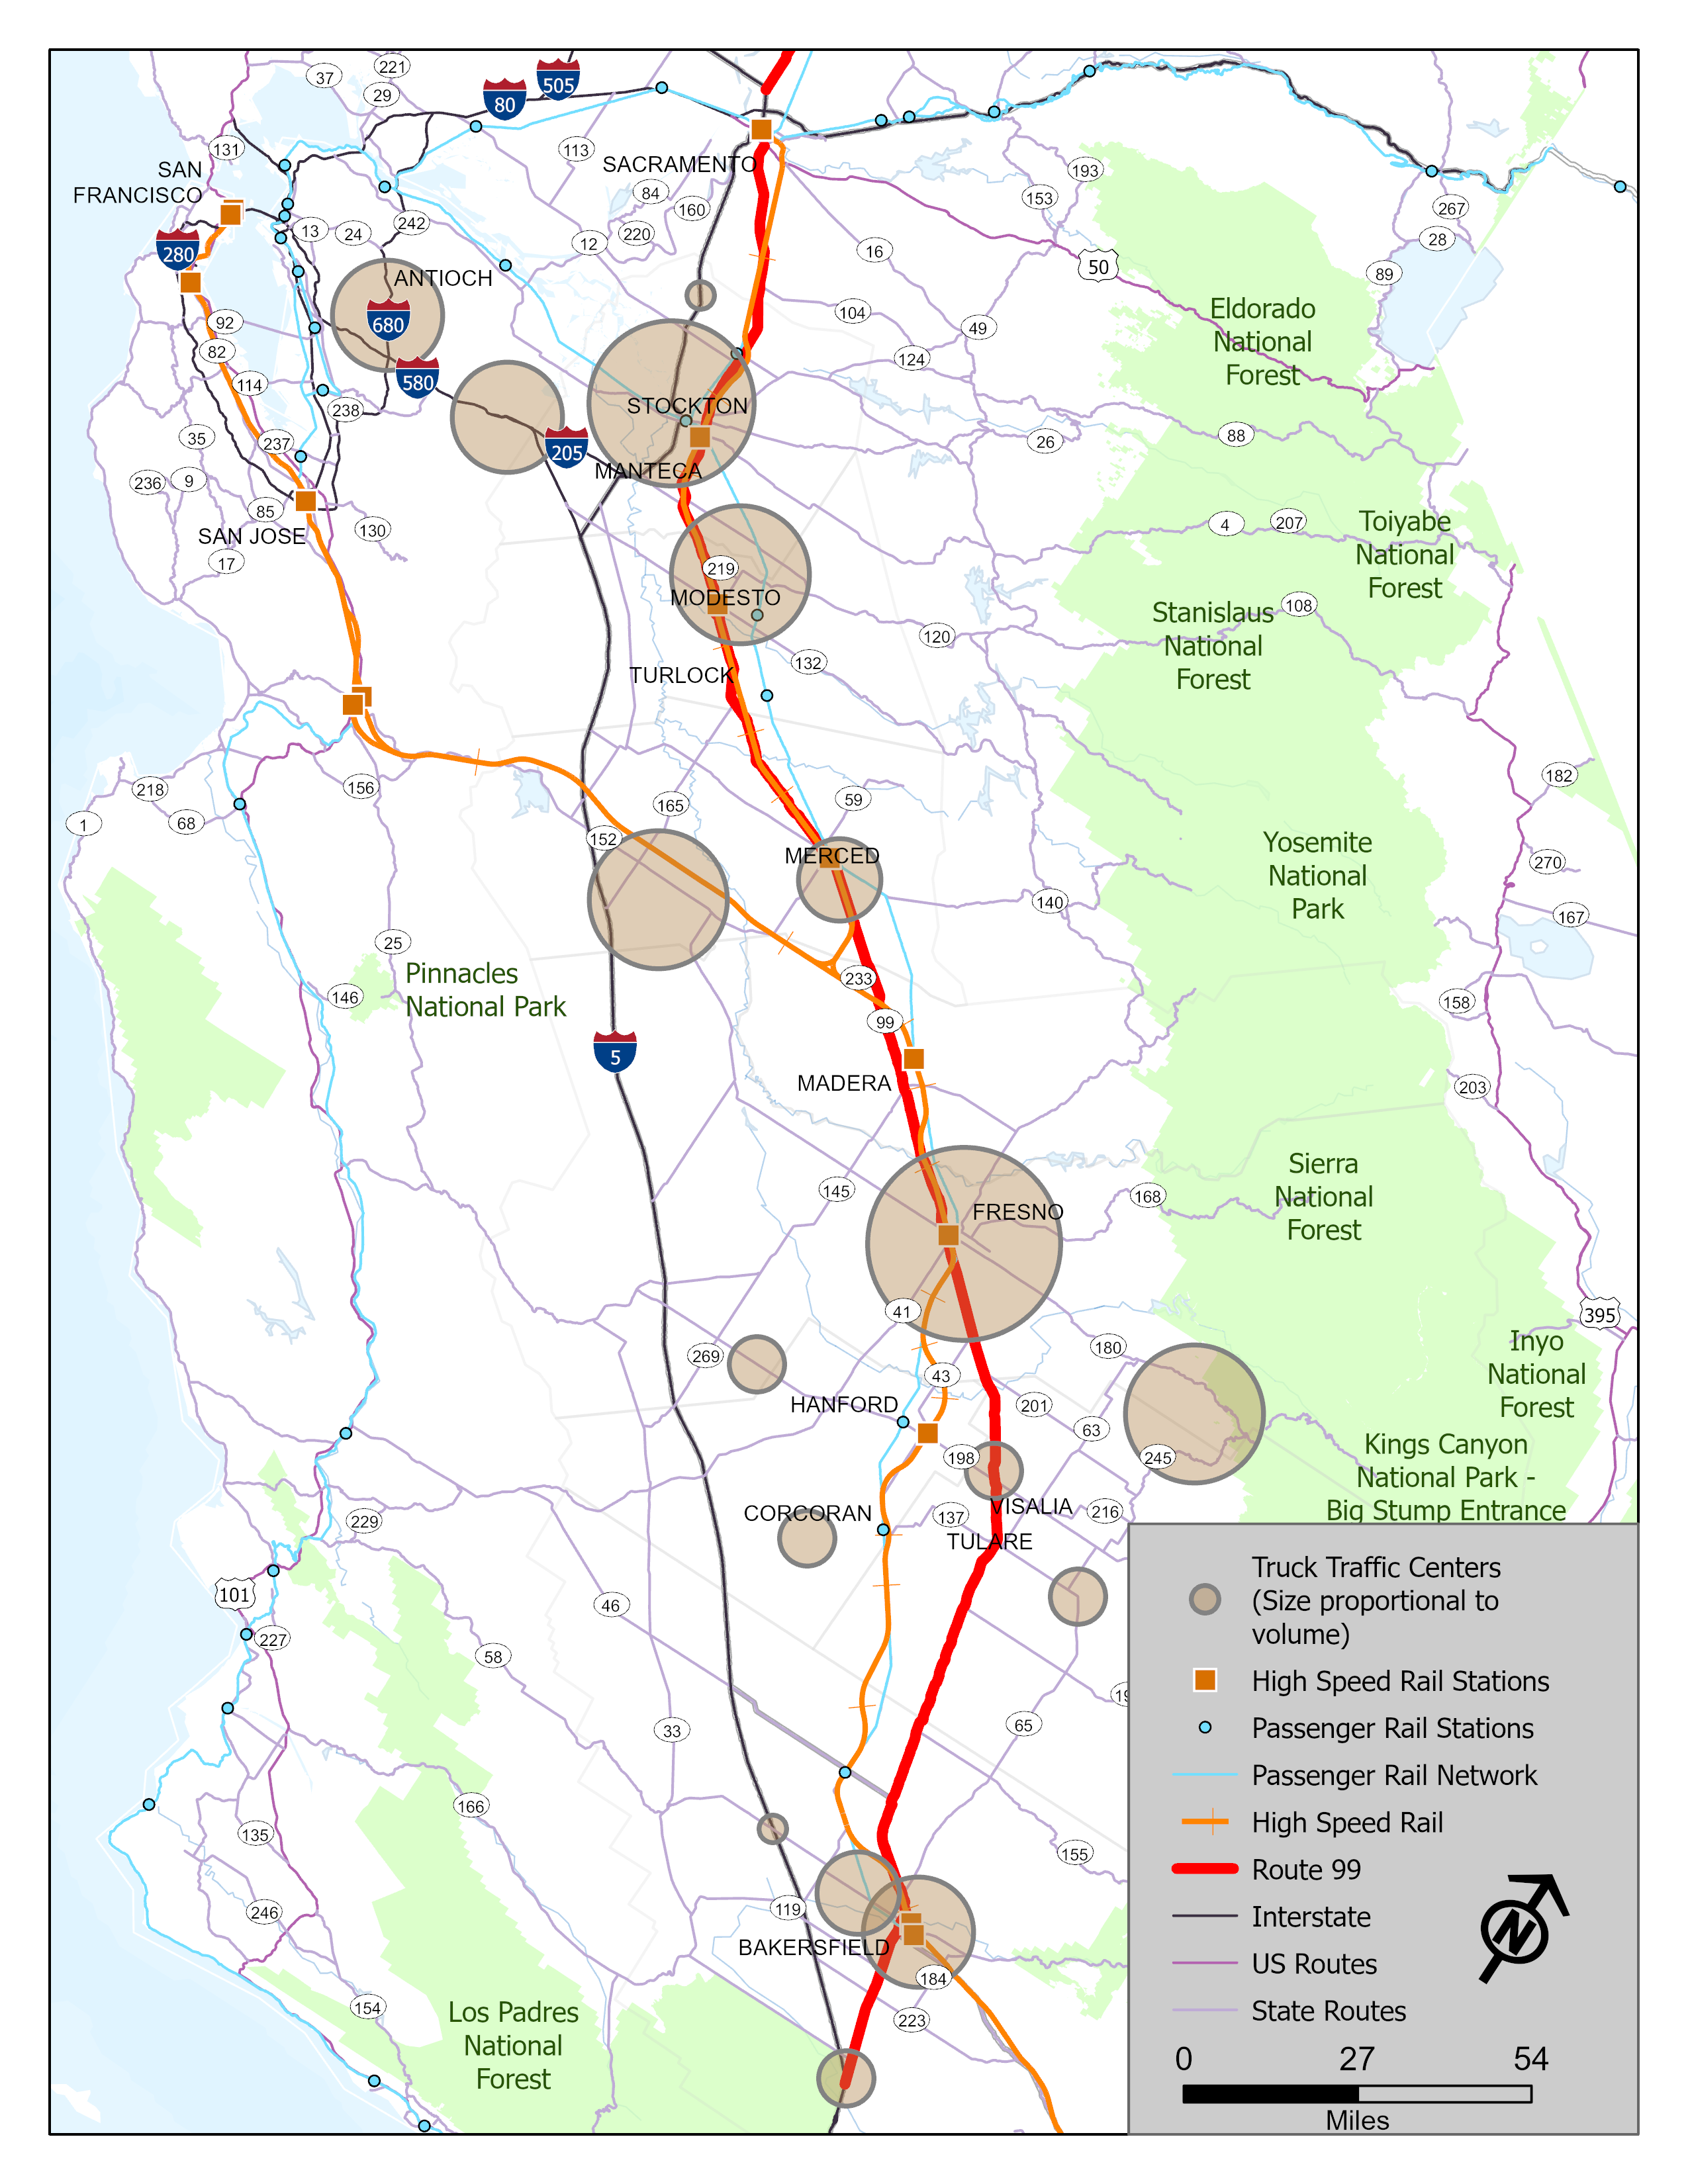 37
221
29
80
505
131
113
SAN
FRANCISCO
SACRAMENTO
193
84
153
160
267
13
24
242
12
220
28
280
16
50
89
ANTIOCH
680
92
104
49
Eldorado
National
Forest
82
124
580
114
238
STOCKTON
35
237
205
26
88
MANTECA
236
9
85
SAN JOSE
130
4
207
Toiyabe
National
Forest
17
219
MODESTO
Stanislaus
National
Forest
108
120
132
TURLOCK
182
218
156
165
59
1
68
152
MERCED
Yosemite
National
Park
270
140
167
25
Pinnacles
National Park
146
233
158
99
5
MADERA
203
145
Sierra
National
Forest
168
FRESNO
41
395
180
269
Inyo
National
Forest
43
HANFORD
201
63
198
245
Kings Canyon
National Park -
Big Stump Entrance
CORCORAN
137
VISALIA
216
229
TULARE
101
46
227
58
19
33
65
166
135
155
246
119
BAKERSFIELD
184
154
223
Los Padres
National
Forest
Truck Traffic Centers
(Size proportional to
volume)
High Speed Rail Stations
Passenger Rail Stations
Passenger Rail Network
High Speed Rail
Route 99
Interstate
US Routes
State Routes
N
0 27 54
Miles